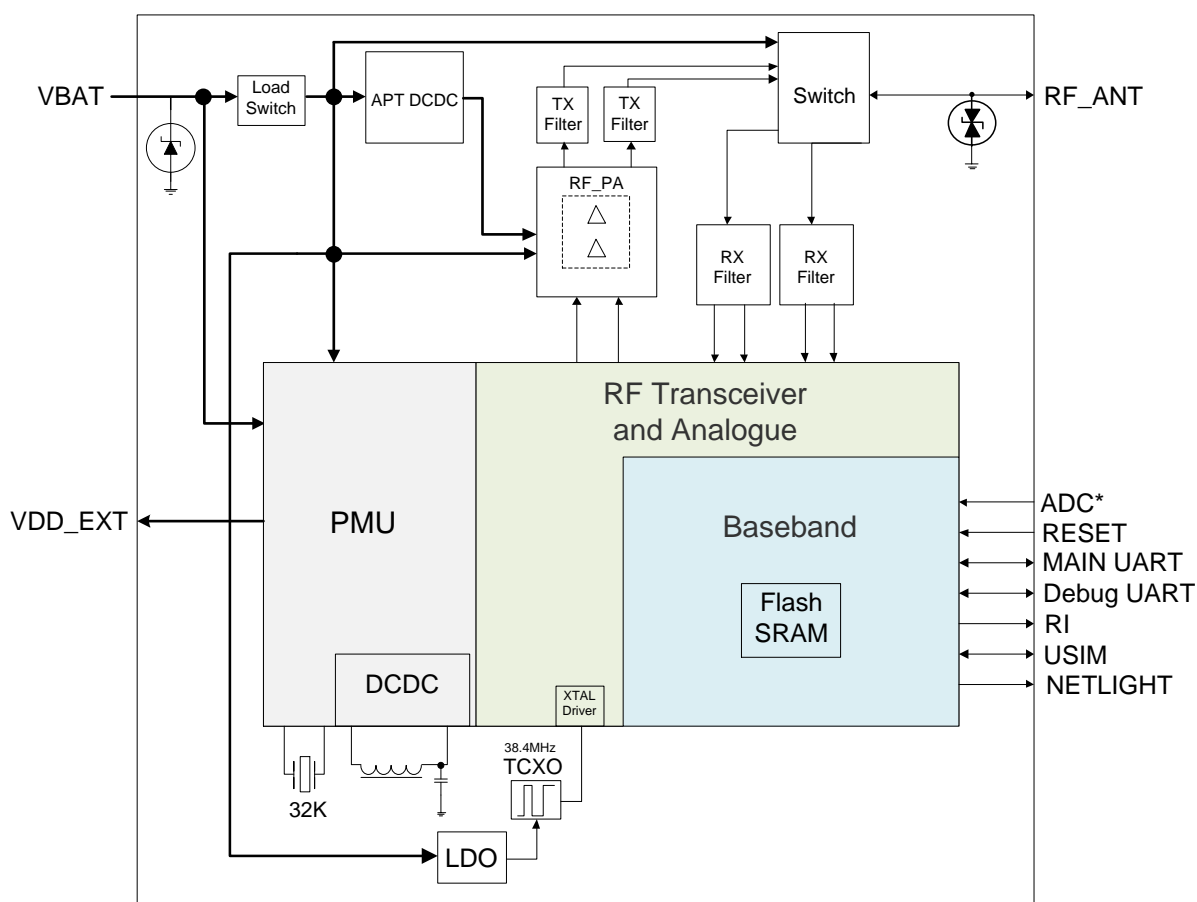 VBAT
Load
Switch
APT DCDC
TX
Filter
TX
Filter
Switch
RF_ANT
RF_PA
RX
Filter
RX
Filter
RF Transceiver
and Analogue
VDD_EXT
PMU
Baseband
Flash
SRAM
ADC*
RESET
MAIN UART
Debug UART
RI
USIM
NETLIGHT
DCDC
XTAL
Driver
38.4MHz
TCXO
32K
LDO